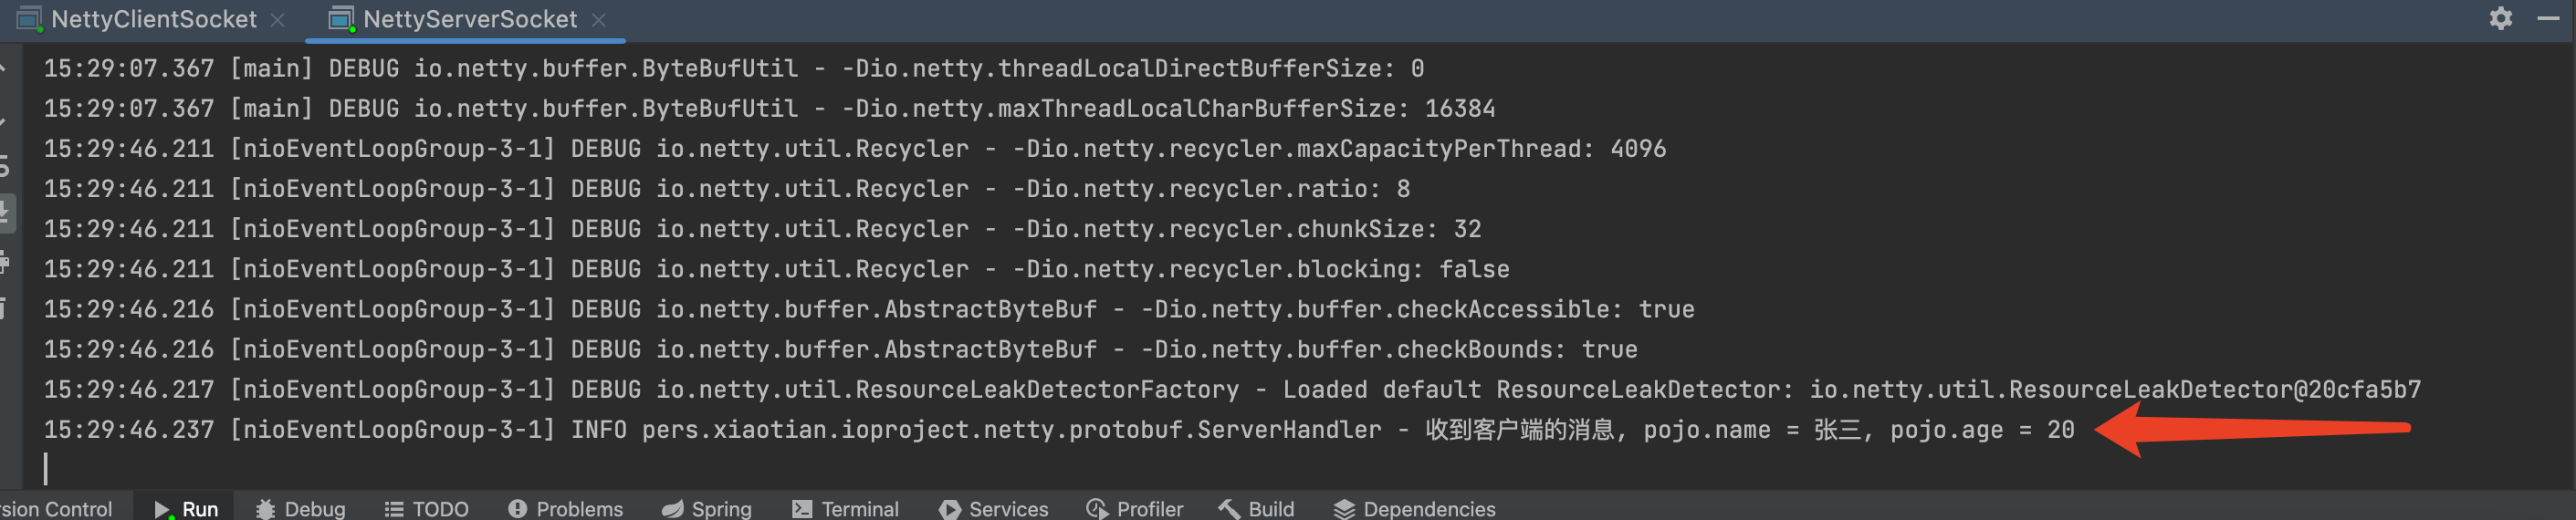 NettyClientSocket NettyServerSocket
15:29:07.367 [main] DEBUG io.netty.buffer.ByteBufUtil - -Dio.netty.threadLocalDirectBufferSize: 0
15:29:07.367 [main] DEBUG io.netty.buffer.ByteBufUtil - -Dio.netty.maxThreadLocalCharBufferSize: 16384
15:29:46.211 [nioEventLoopGroup-3-1] DEBUG io.netty.util.Recycler - -Dio.netty.recycler.maxCapacityPerThread: 4096
15:29:46.211 [nioEventLoopGroup-3-1] DEBUG io.netty.util.Recycler - -Dio.netty.recycler.ratio: 8
15:29:46.211 [nioEventLoopGroup-3-1] DEBUG io.netty.util.Recycler - -Dio.netty.recycler.chunkSize: 32
15:29:46.211 [nioEventLoopGroup-3-1] DEBUG io.netty.util.Recycler - -Dio.netty.recycler.blocking: false
15:29:46.216 [nioEventLoopGroup-3-1] DEBUG io.netty.buffer.AbstractByteBuf - -Dio.netty.buffer.checkAccessible: true
15:29:46.216 [nioEventLoopGroup-3-1] DEBUG io.netty.buffer.AbstractByteBuf - -Dio.netty.buffer.checkBounds: true
15:29:46.217 [nioEventLoopGroup-3-1] DEBUG io.netty.util.ResourceLeakDetectorFactory - Loaded default ResourceLeakDetector: io.netty.util.ResourceLeakDetector@20cfa5b7
15:29:46.237 [nioEventLoopGroup-3-1] INFO pers.xiaotian.ioproject.netty.protobuf.ServerHandler - 收到客户端的消息, pojo.name = 张三, pojo.age = 20
rsion Control Run Debug TODO Problems Spring Terminal Services Profiler Build Dependencies